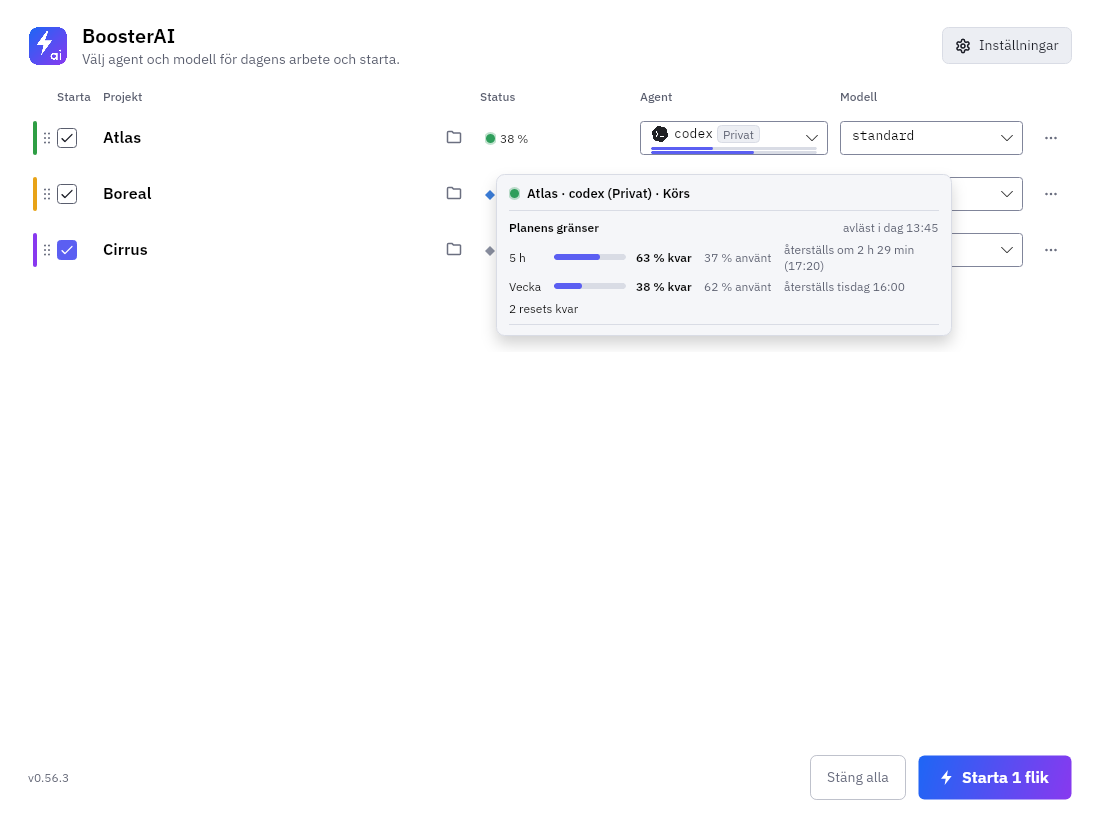 ai
BoosterAI
Välj agent och modell för dagens arbete och starta.
Inställningar
Starta Projekt Status Agent Modell
Atlas 38 % codex Privat standard
Boreal
Atlas · codex (Privat) · Körs
Planens gränser avläst i dag 13:45
Cirrus
5 h 63 % kvar 37 % använt återställs om 2 h 29 min
(17:20)
Vecka 38 % kvar 62 % använt återställs tisdag 16:00
2 resets kvar
v0.56.3 Stäng alla Starta 1 flik